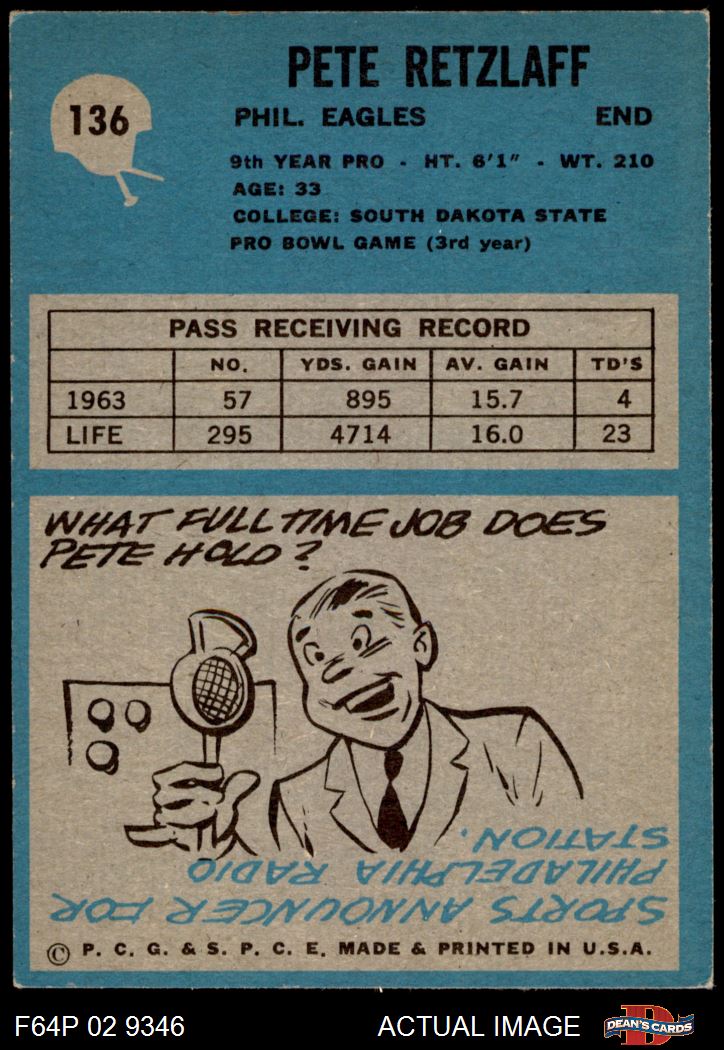 136
PETE RETZLAFF
PHIL. EAGLES END
9th YEAR PRO - HT. 6'1" - WT. 210
AGE: 33
COLLEGE: SOUTH DAKOTA STATE
PRO BOWL GAME (3rd year)
PASS RECEIVING RECORD
NO. YDS. GAIN AV. GAIN TD'S
1963 57 895 15.7 4
LIFE 295 4714 16.0 23
WHAT FULL TIME JOB DOES
PETE HOLD?
SPORTS ANNOUNCER FOR
PHILADELPHIA RADIO
STATION.
© P. C. G. & S. P. C. E. MADE & PRINTED IN U.S.A.
F64P 02 9346 ACTUAL IMAGE
D
DEAN'S CARDS